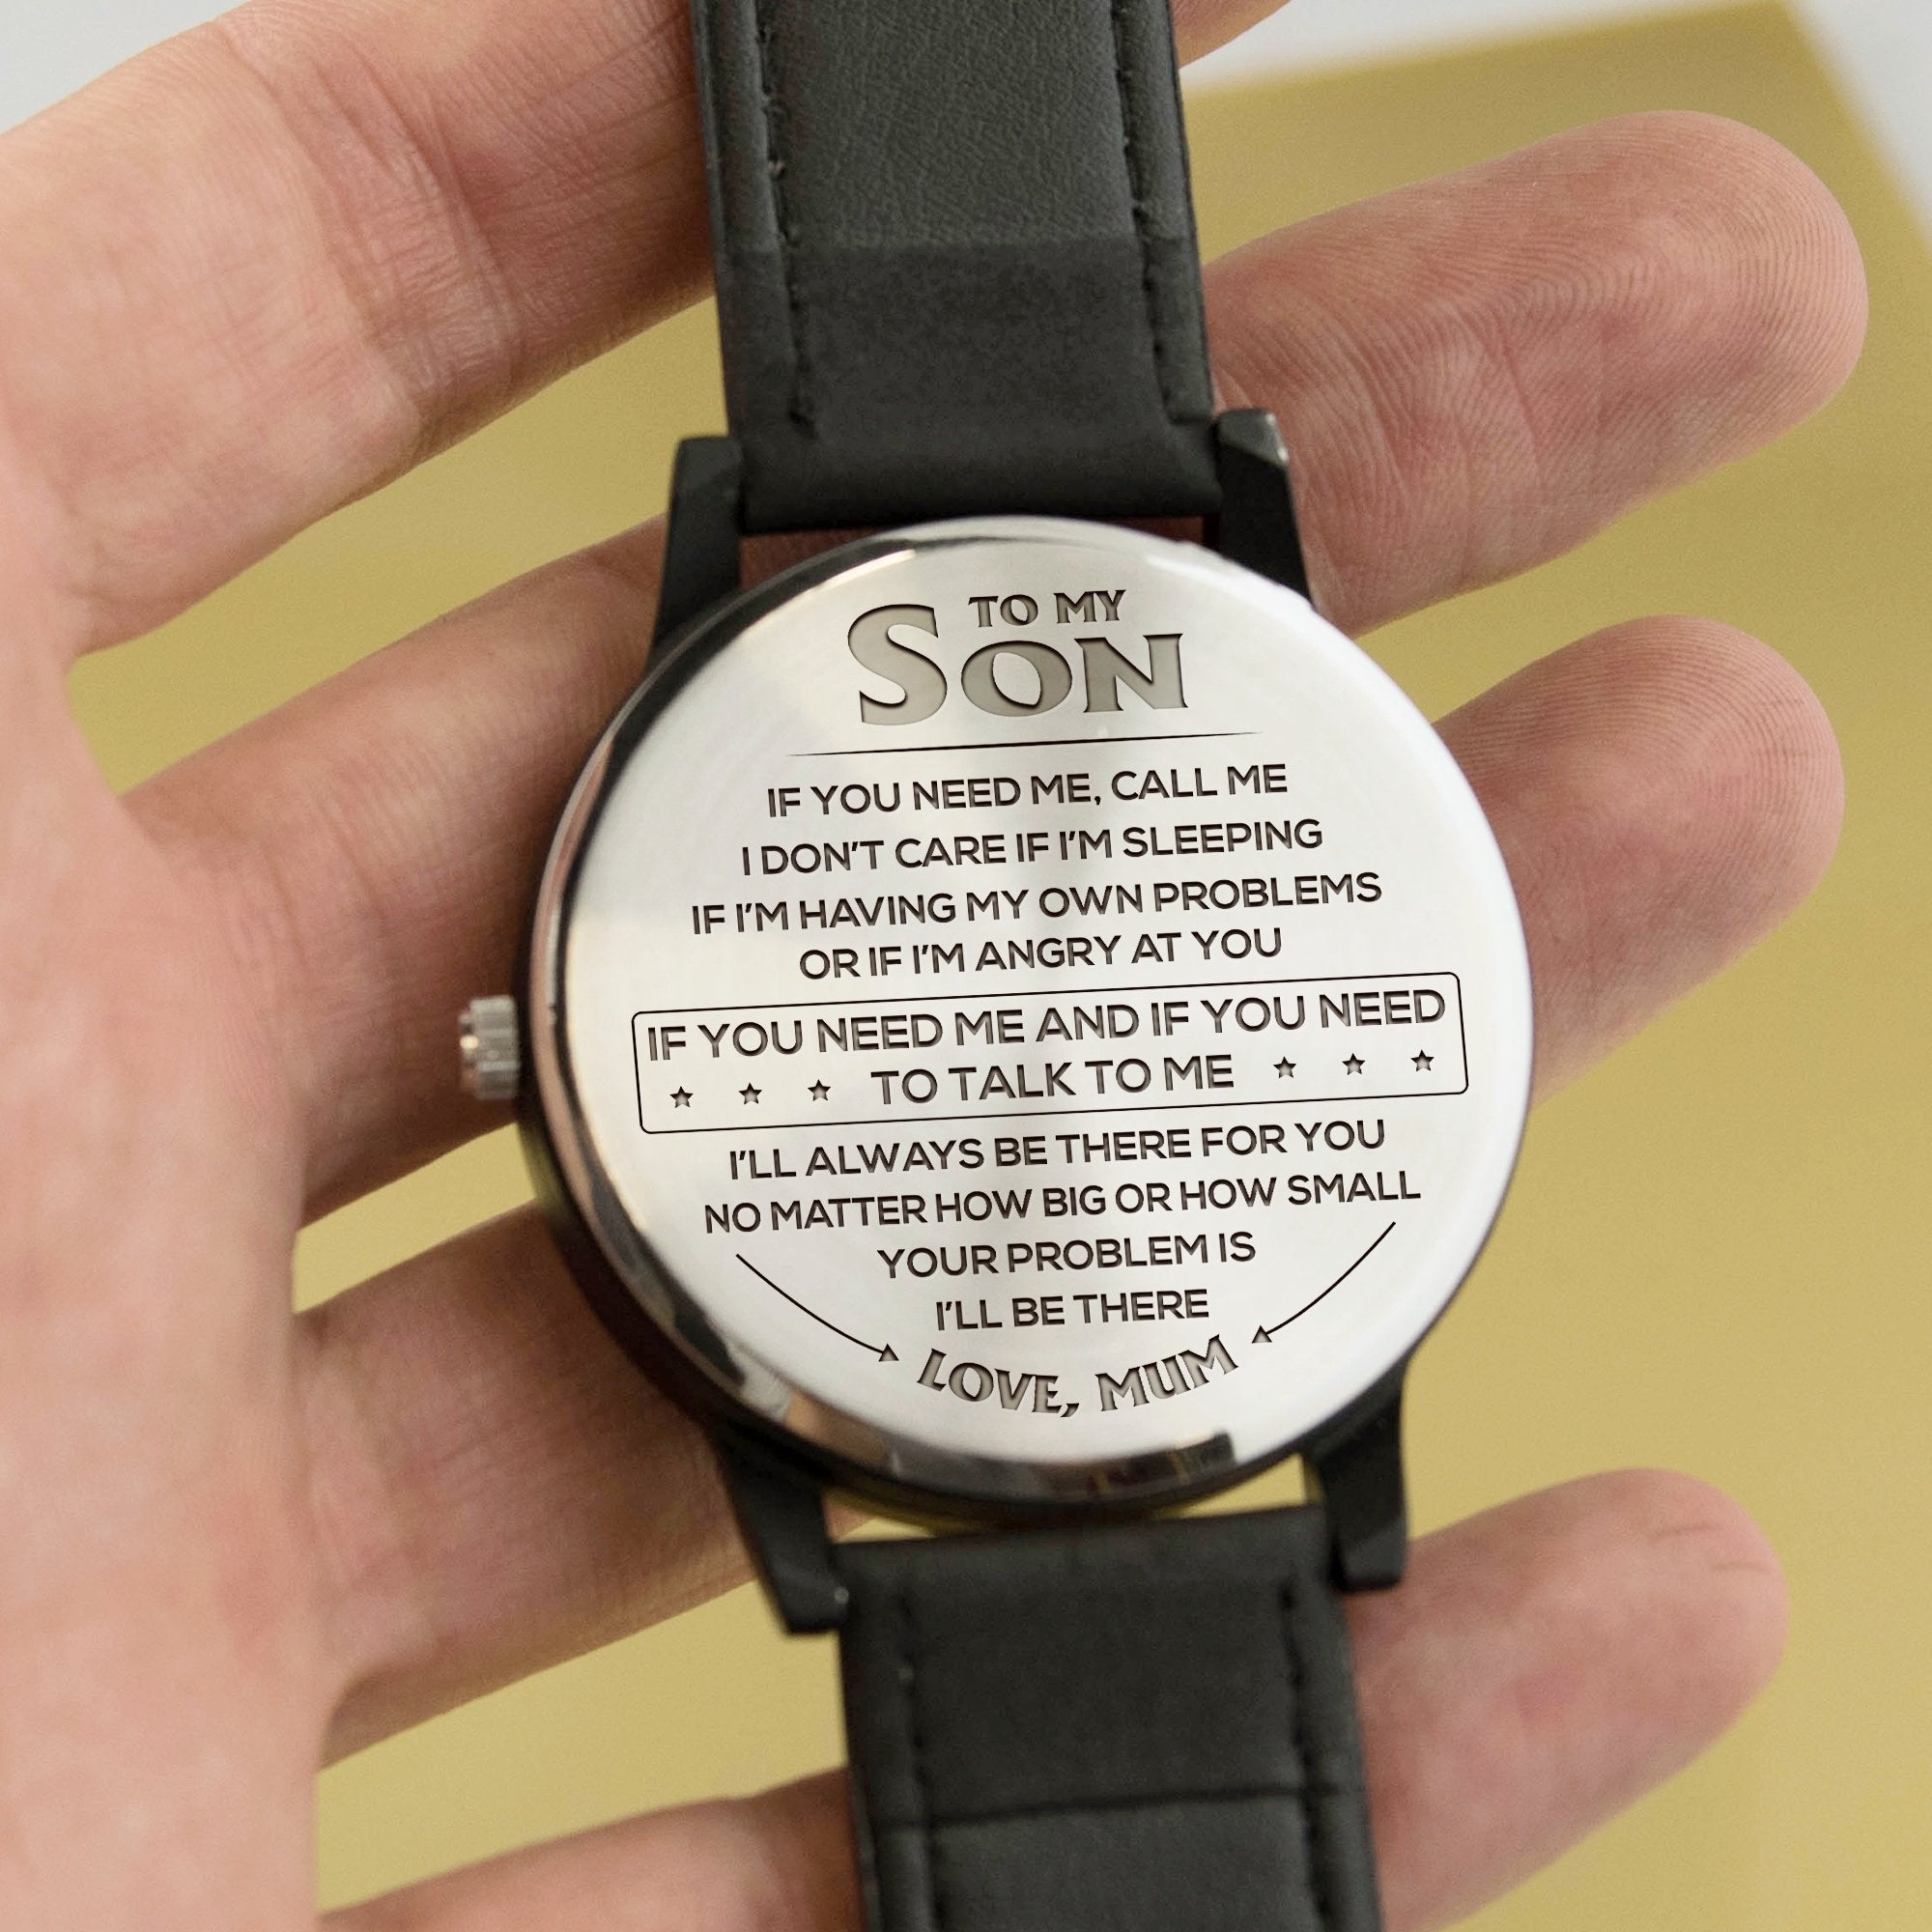 TO MY
SON
IF YOU NEED ME, CALL ME
I DON'T CARE IF I'M SLEEPING
IF I'M HAVING MY OWN PROBLEMS
OR IF I'M ANGRY AT YOU
IF YOU NEED ME AND IF YOU NEED
TO TALK TO ME
I'LL ALWAYS BE THERE FOR YOU
NO MATTER HOW BIG OR HOW SMALL
YOUR PROBLEM IS
I'LL BE THERE
LOVE, MUM